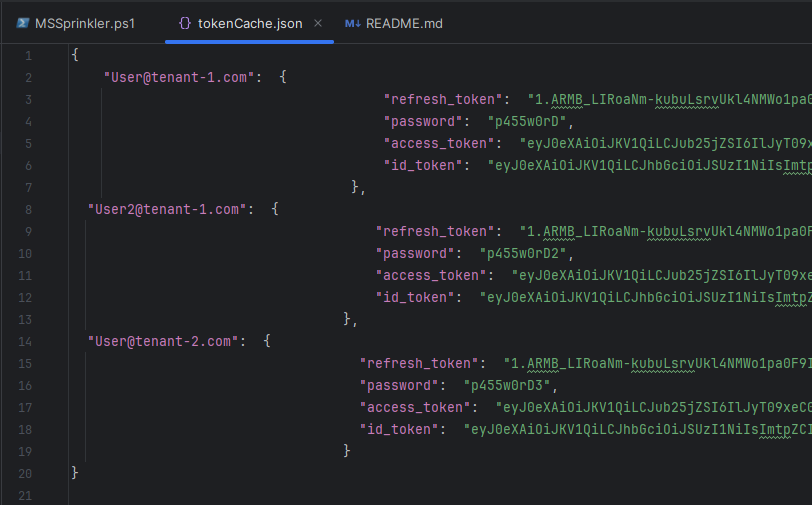 MSSprinkler.ps1 {} tokenCache.json × M↓ README.md
1 {
2 "User@tenant-1.com": {
3 "refresh_token": "1.ARMB_LIRoaNm-kubuLsrvUkl4NMWo1pa0
4 "password": "p455w0rD",
5 "access_token": "eyJ0eXAiOiJKV1QiLCJub25jZSI6IlJyT09x
6 "id_token": "eyJ0eXAiOiJKV1QiLCJhbGciOiJSUzI1NiIsImtp
7 },
8 "User2@tenant-1.com": {
9 "refresh_token": "1.ARMB_LIRoaNm-kubuLsrvUkl4NMWo1pa0F
10 "password": "p455w0rD2",
11 "access_token": "eyJ0eXAiOiJKV1QiLCJub25jZSI6IlJyT09xe
12 "id_token": "eyJ0eXAiOiJKV1QiLCJhbGciOiJSUzI1NiIsImtpZ
13 },
14 "User@tenant-2.com": {
15 "refresh_token": "1.ARMB_LIRoaNm-kubuLsrvUkl4NMWo1pa0F9I
16 "password": "p455w0rD3",
17 "access_token": "eyJ0eXAiOiJKV1QiLCJub25jZSI6IlJyT09xeC0
18 "id_token": "eyJ0eXAiOiJKV1QiLCJhbGciOiJSUzI1NiIsImtpZCI
19 }
20 }
21